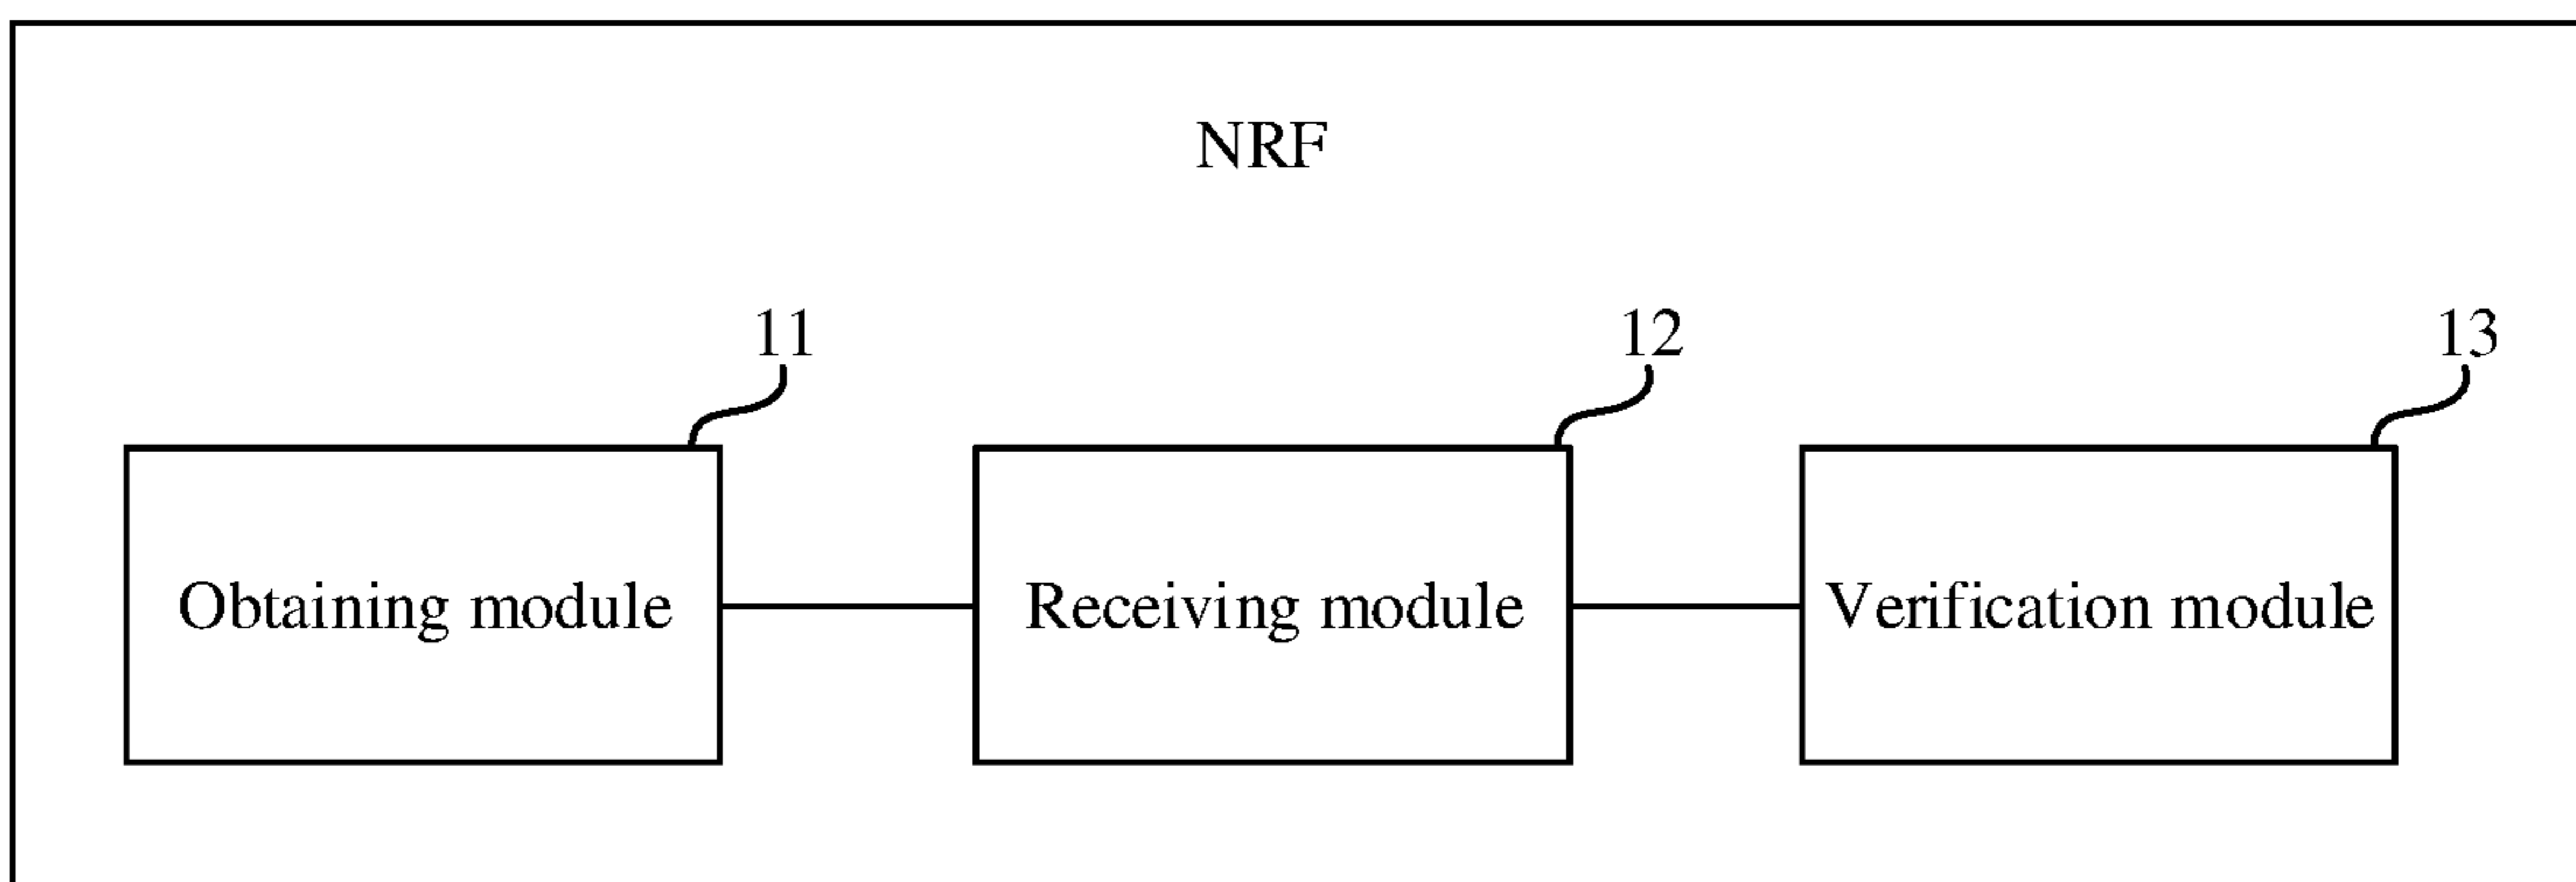 NRF
11
12
13
Obtaining module
Receiving module
Verification module